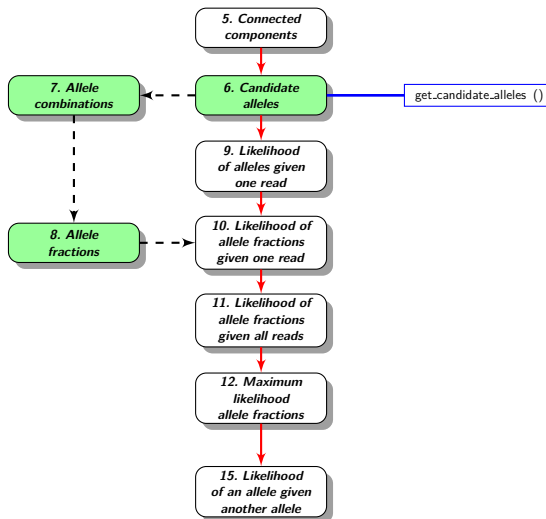 5. Connected
components
7. Allele
combinations
6. Candidate
alleles
get_candidate_alleles ()
9. Likelihood
of alleles given
one read
8. Allele
fractions
10. Likelihood of
allele fractions
given one read
11. Likelihood of
allele fractions
given all reads
12. Maximum
likelihood
allele fractions
15. Likelihood
of an allele given
another allele